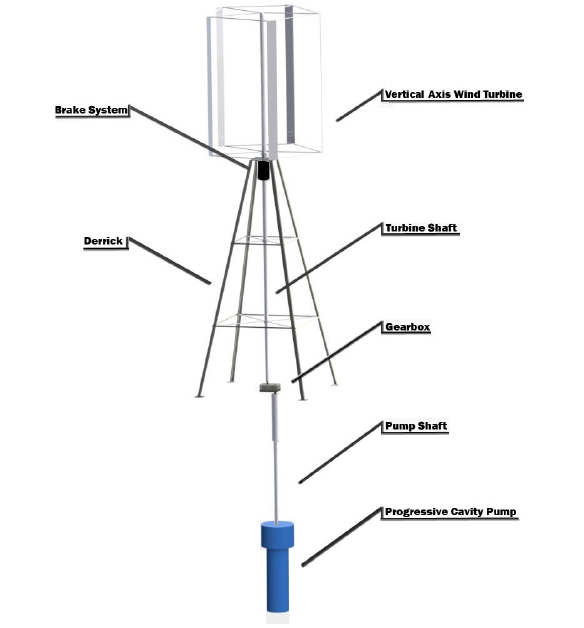 Vertical Axis Wind Turbine
Brake System
Turbine Shaft
Derrick
Gearbox
Pump Shaft
Progressive Cavity Pump